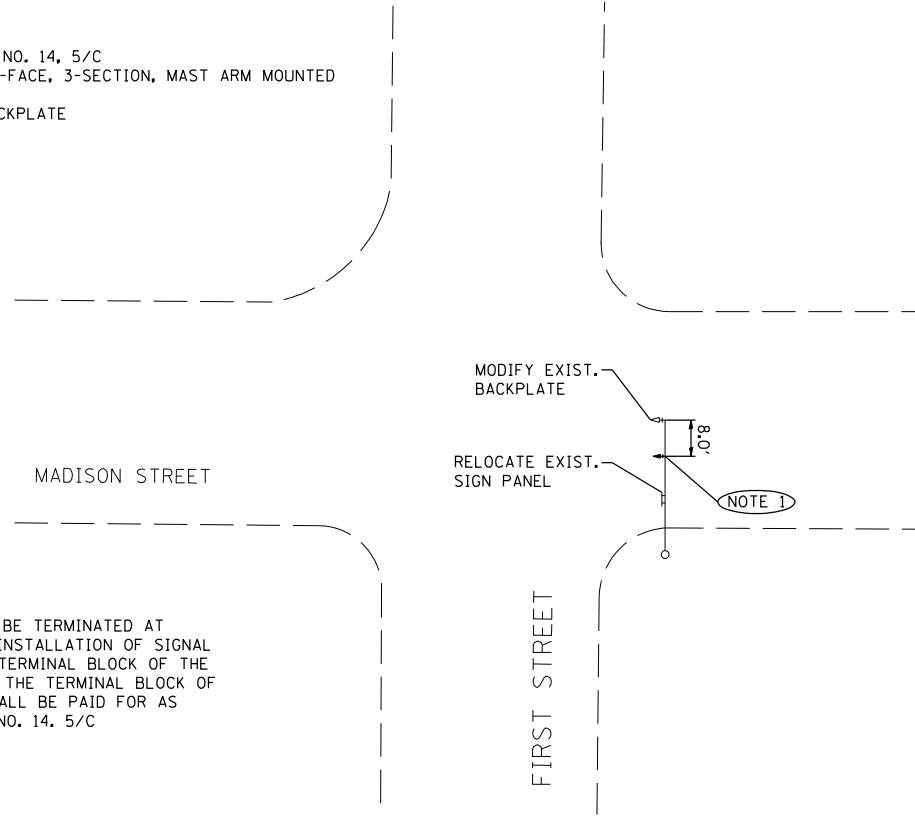 NO. 14, 5/C
-FACE, 3-SECTION, MAST ARM MOUNTED
CKPLATE
MODIFY EXIST.
BACKPLATE
8.0'
RELOCATE EXIST.
SIGN PANEL
NOTE 1
MADISON STREET
FIRST STREET
BE TERMINATED AT
INSTALLATION OF SIGNAL
TERMINAL BLOCK OF THE
THE TERMINAL BLOCK OF
ALL BE PAID FOR AS
NO. 14. 5/C